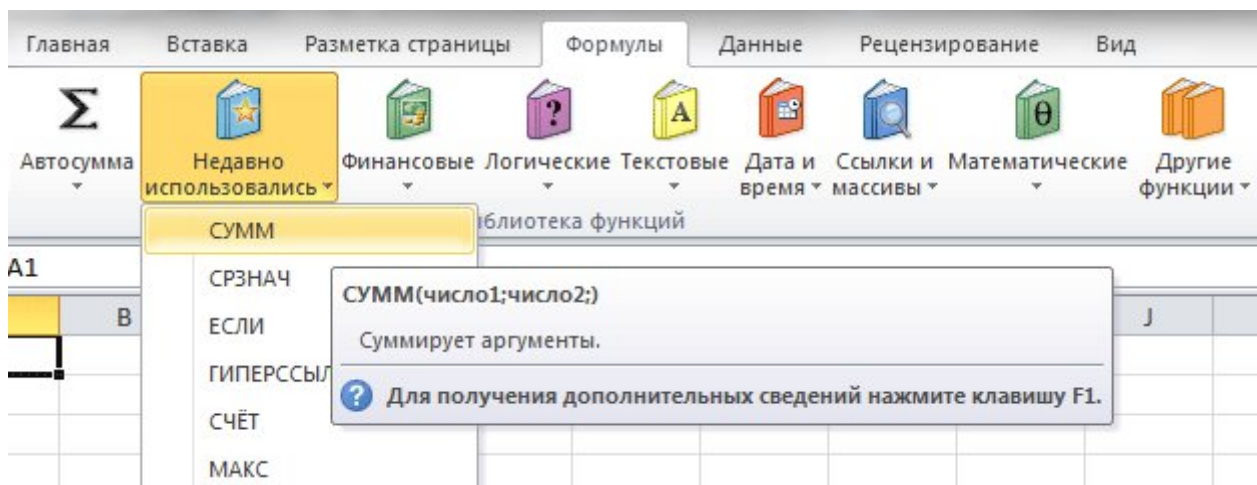 Главная Вставка Разметка страницы Формулы Данные Рецензирование Вид
Σ ? A θ
Автосумма Недавно использовались Финансовые Логические Текстовые Дата и время Ссылки и массивы Математические Другие функции
иблиотека функций
СУММ
A1
СРЗНАЧ
СУММ(число1;число2;)
B J
ЕСЛИ
Суммирует аргументы.
ГИПЕРССЫЛ
? Для получения дополнительных сведений нажмите клавишу F1.
СЧЁТ
МАКС